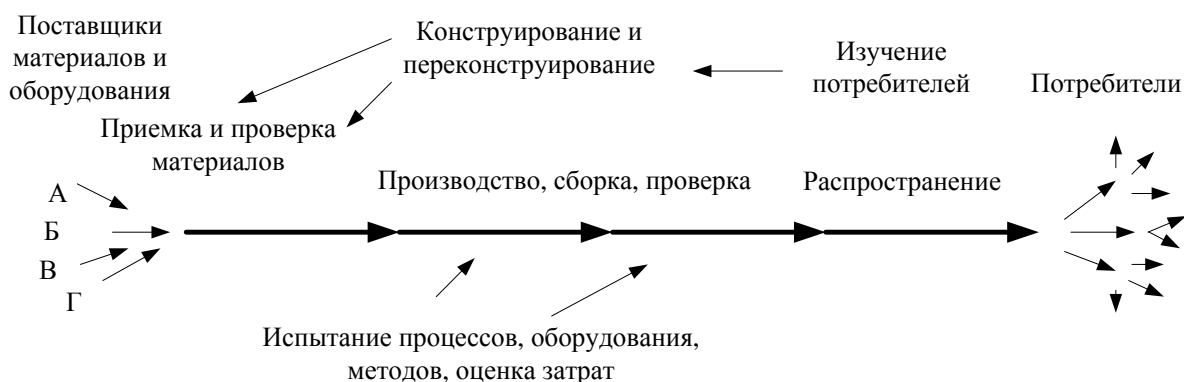 Поставщики
материалов и
оборудования
Конструирование и
переконструирование
Изучение
потребителей
Потребители
Приемка и проверка
материалов
Производство, сборка, проверка
Распространение
А
Б
В
Г
Испытание процессов, оборудования,
методов, оценка затрат